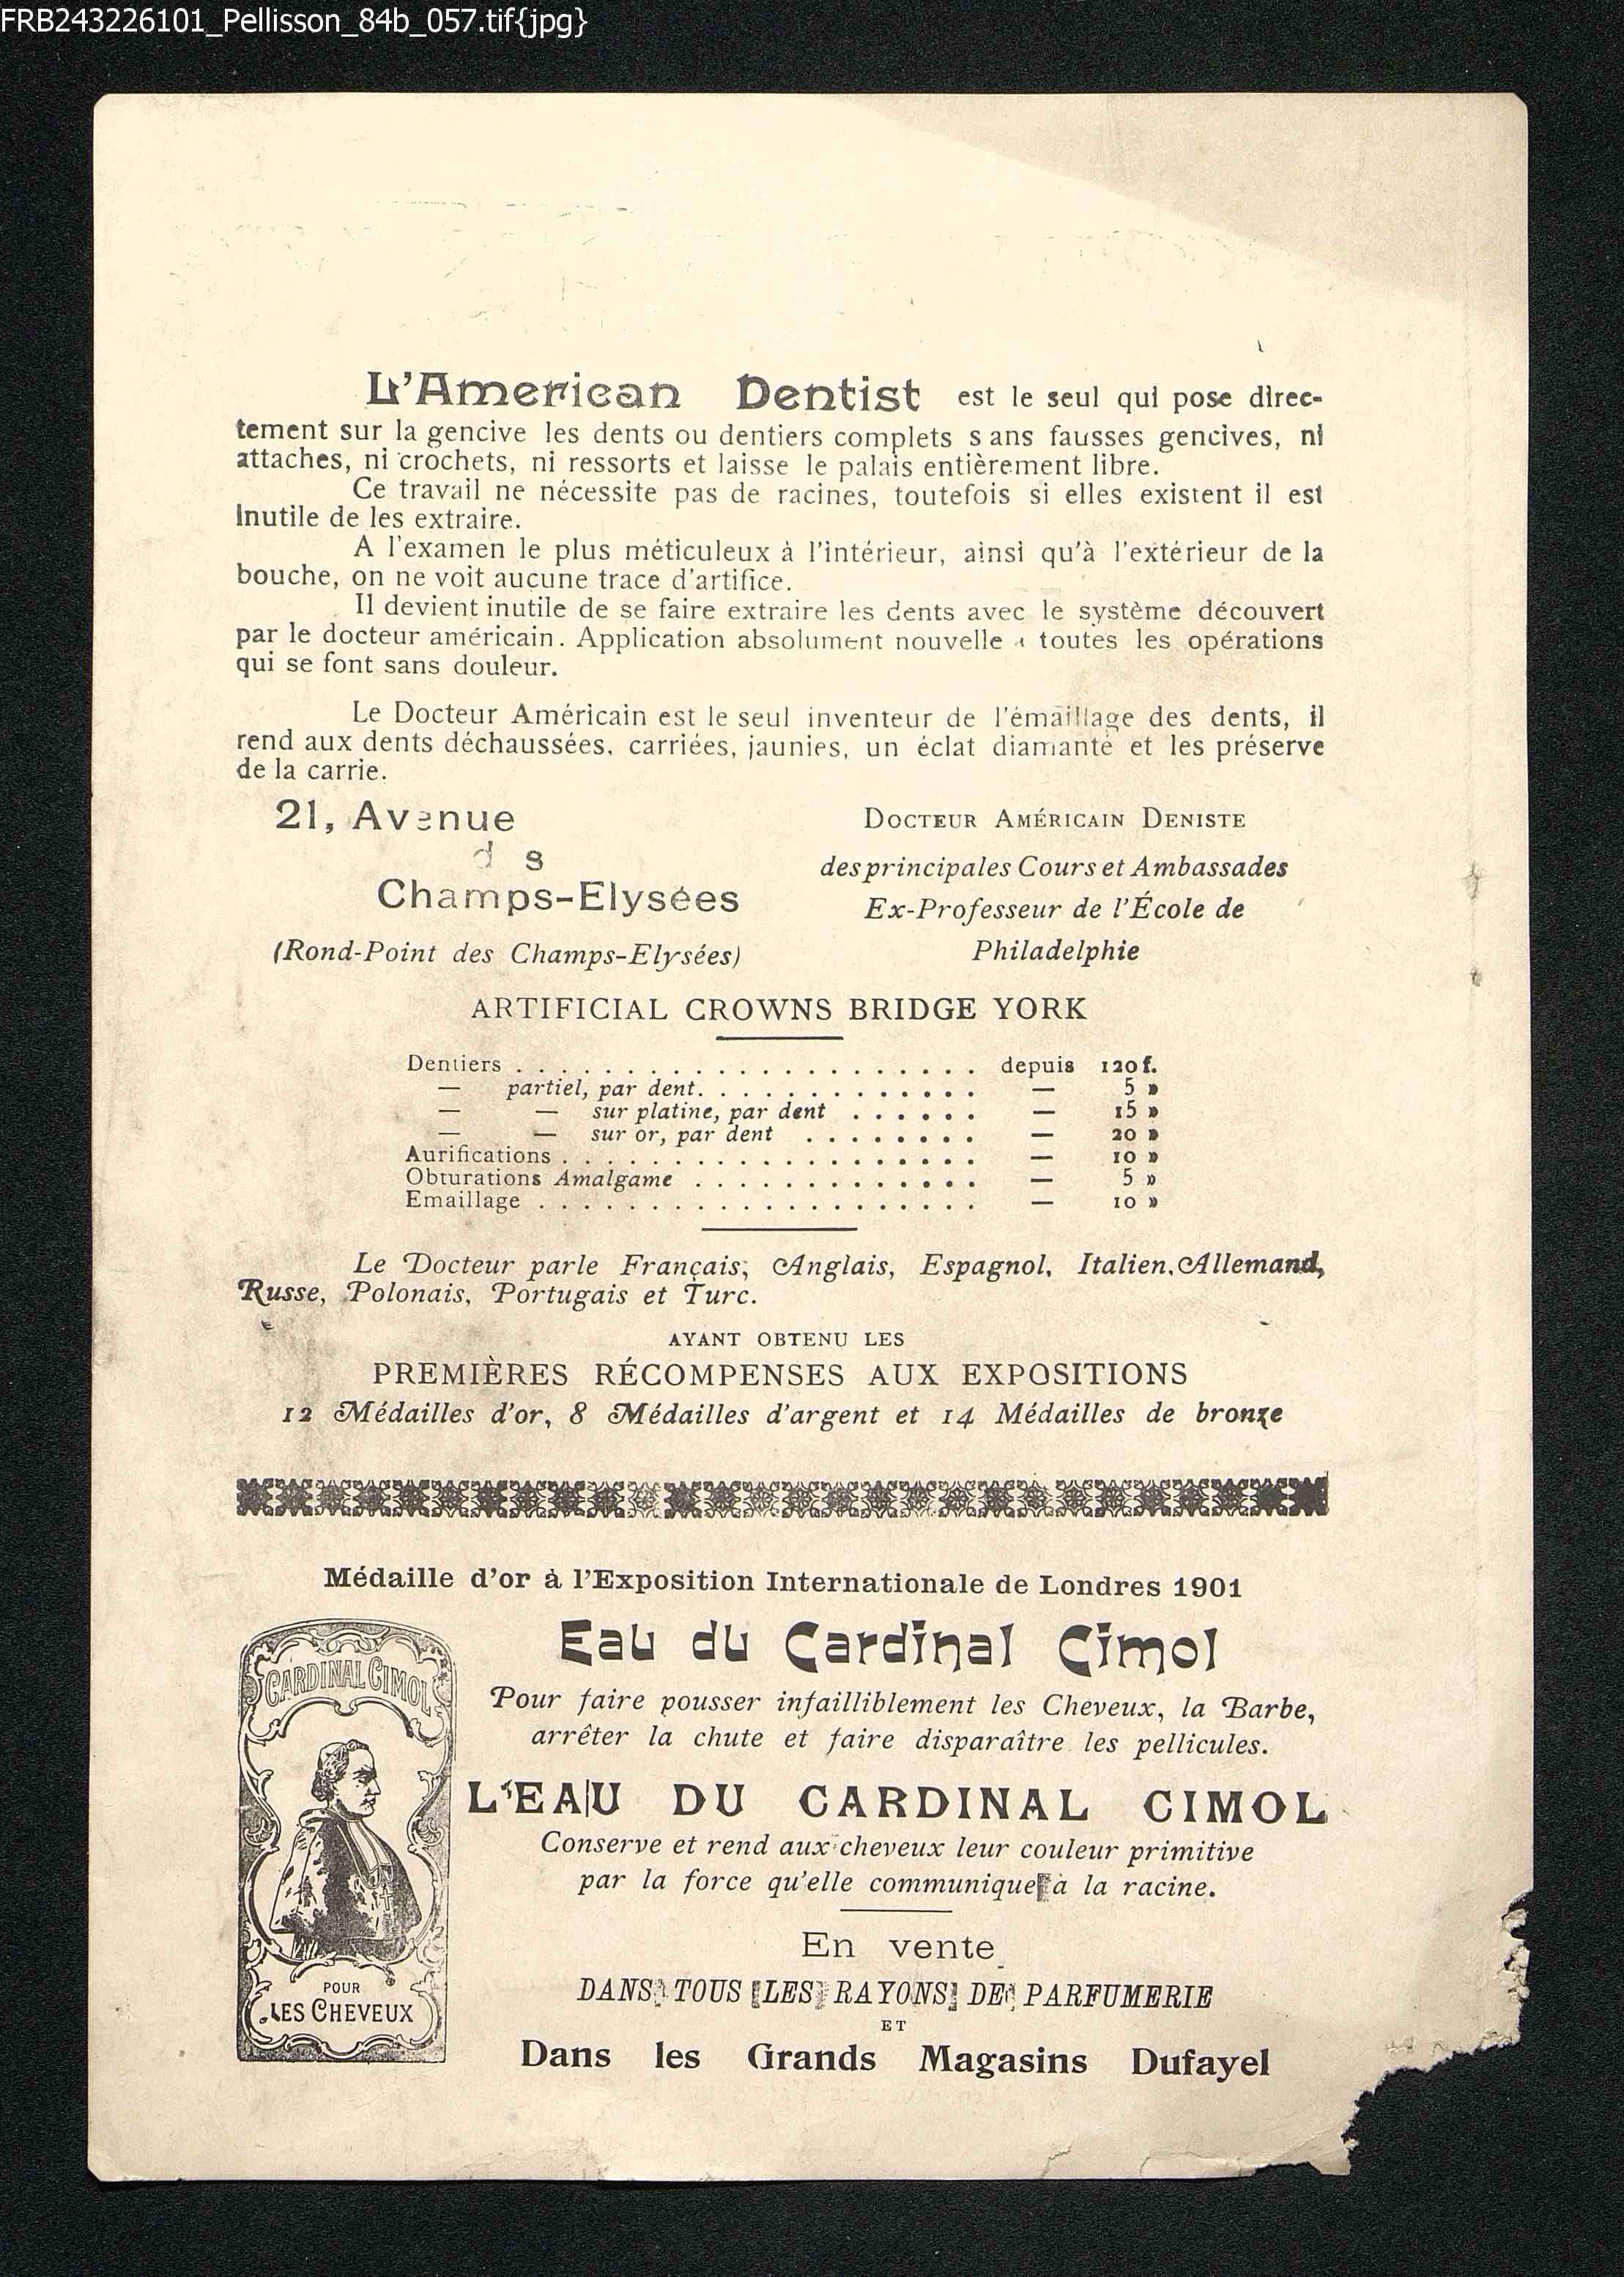 FRB243226101_Pellisson_84b_057.tif{jpg}
L'American Dentist est le seul qui pose direc-
tement sur la gencive les dents ou dentiers complets sans fausses gencives, ni
attaches, ni crochets, ni ressorts et laisse le palais entièrement libre.
Ce travail ne nécessite pas de racines, toutefois si elles existent il est
inutile de les extraire.
A l'examen le plus méticuleux à l'intérieur, ainsi qu'à l'extérieur de la
bouche, on ne voit aucune trace d'artifice.
Il devient inutile de se faire extraire les dents avec le système découvert
par le docteur américain. Application absolument nouvelle toutes les opérations
qui se font sans douleur.
Le Docteur Américain est le seul inventeur de l'émaillage des dents, il
rend aux dents déchaussées, carriées, jaunies, un éclat diamanté et les préserve
de la carrie.
21, Avenue
d s
Champs-Elysées
(Rond-Point des Champs-Elysées)
Docteur Américain Deniste
des principales Cours et Ambassades
Ex-Professeur de l'École de
Philadelphie
ARTIFICIAL CROWNS BRIDGE YORK
Dentiers . . . . . . . . . . . . . . . . . . . . . depuis 120 f.
— partiel, par dent. . . . . . . . . . . . . — 5 »
— — sur platine, par dent . . . . . . — 15 »
— — sur or, par dent . . . . . . . . — 20 »
Aurifications . . . . . . . . . . . . . . . . . . . — 10 »
Obturations Amalgame . . . . . . . . . . . . . — 5 »
Emaillage . . . . . . . . . . . . . . . . . . . . — 10 »
Le Docteur parle Français, Anglais, Espagnol, Italien, Allemand,
Russe, Polonais, Portugais et Turc.
AYANT OBTENU LES
PREMIÈRES RÉCOMPENSES AUX EXPOSITIONS
12 Médailles d'or, 8 Médailles d'argent et 14 Médailles de bronze
Médaille d'or à l'Exposition Internationale de Londres 1901
CARDINAL CIMOL
POUR
LES CHEVEUX
Eau du Cardinal Cimol
Pour faire pousser infailliblement les Cheveux, la Barbe,
arrêter la chute et faire disparaître les pellicules.
L'EAU DU CARDINAL CIMOL
Conserve et rend aux cheveux leur couleur primitive
par la force qu'elle communique à la racine.
En vente
DANS TOUS LES RAYONS DE PARFUMERIE
ET
Dans les Grands Magasins Dufayel